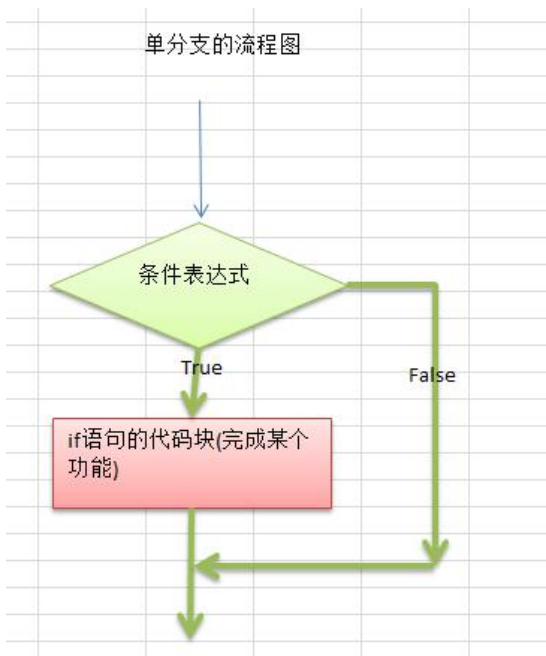 单分支的流程图
条件表达式
True
False
if语句的代码块(完成某个
功能)